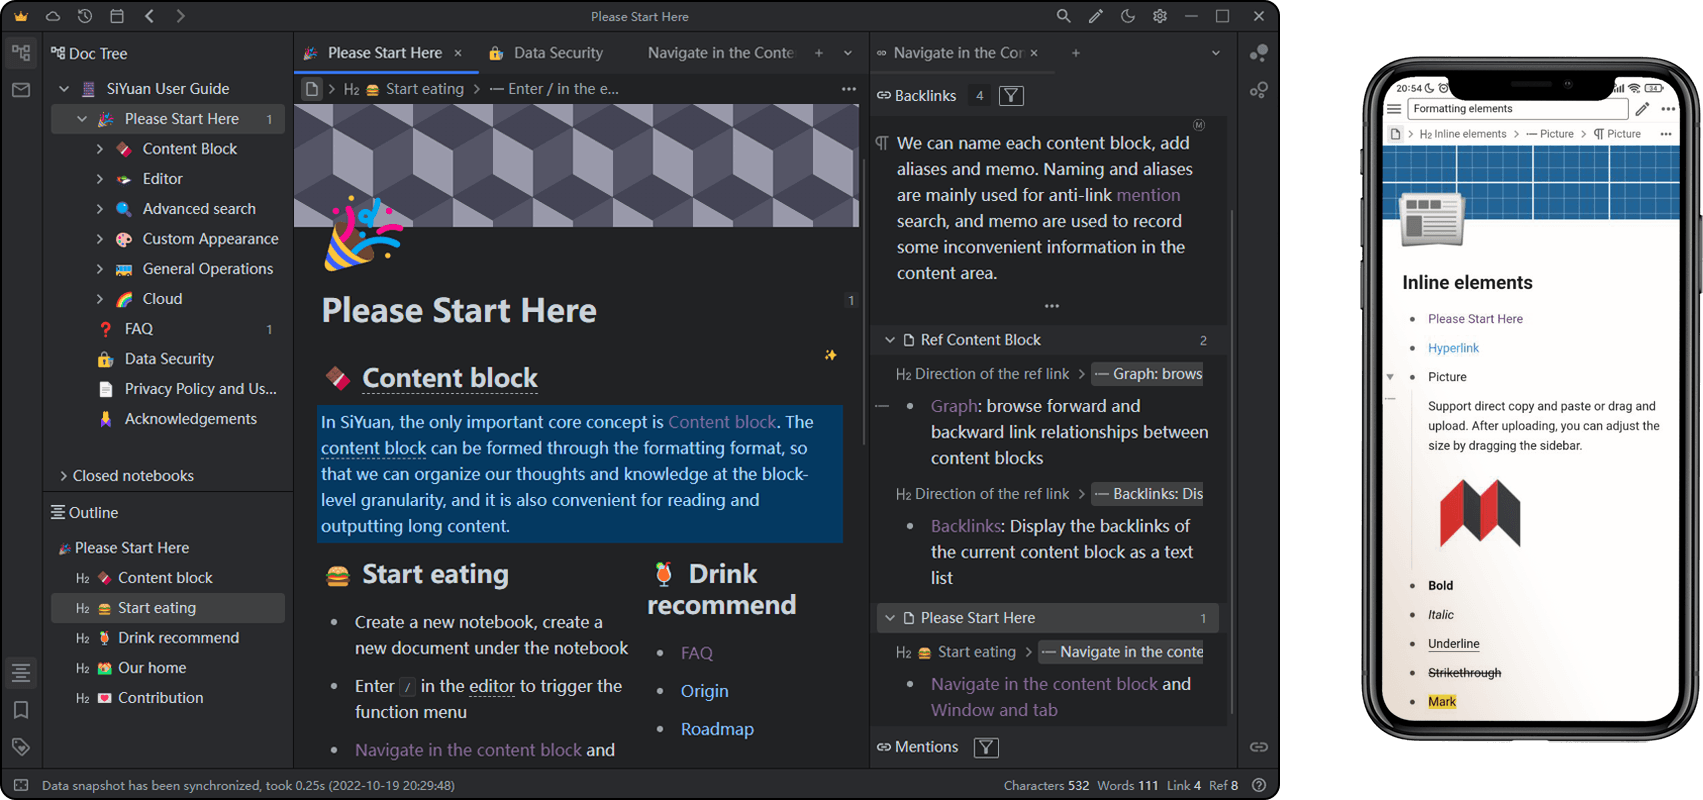 Please Start Here
Doc Tree
SiYuan User Guide
Please Start Here 1
Content Block
Editor
Advanced search
Custom Appearance
General Operations
Cloud
FAQ 1
Data Security
Privacy Policy and Us...
Acknowledgements
Closed notebooks
Outline
Please Start Here
H2 Content block
H2 Start eating
H2 Drink recommend
H2 Our home
H2 Contribution
Please Start Here
Data Security
Navigate in the Conte
H2 Start eating
Enter / in the e...
Please Start Here
1
Content block
In SiYuan, the only important core concept is Content block. The
content block can be formed through the formatting format, so
that we can organize our thoughts and knowledge at the block-
level granularity, and it is also convenient for reading and
outputting long content.
Start eating
Create a new notebook, create a
new document under the notebook
Enter / in the editor to trigger the
function menu
Navigate in the content block and
Drink
recommend
FAQ
Origin
Roadmap
Navigate in the Con
Backlinks 4
M
We can name each content block, add
aliases and memo. Naming and aliases
are mainly used for anti-link mention
search, and memo are used to record
some inconvenient information in the
content area.
Ref Content Block 2
H2 Direction of the ref link
Graph: brows
Graph: browse forward and
backward link relationships between
content blocks
H2 Direction of the ref link
Backlinks: Dis
Backlinks: Display the backlinks of
the current content block as a text
list
Please Start Here 1
H2 Start eating
Navigate in the conte
Navigate in the content block and
Window and tab
Mentions
Data snapshot has been synchronized, took 0.25s (2022-10-19 20:29:48)
Characters 532 Words 111 Link 4 Ref 8
20:54
34
Formatting elements
H2 Inline elements
Picture
Picture
Inline elements
Please Start Here
Hyperlink
Picture
Support direct copy and paste or drag and
upload. After uploading, you can adjust the
size by dragging the sidebar.
Bold
Italic
Underline
Strikethrough
Mark